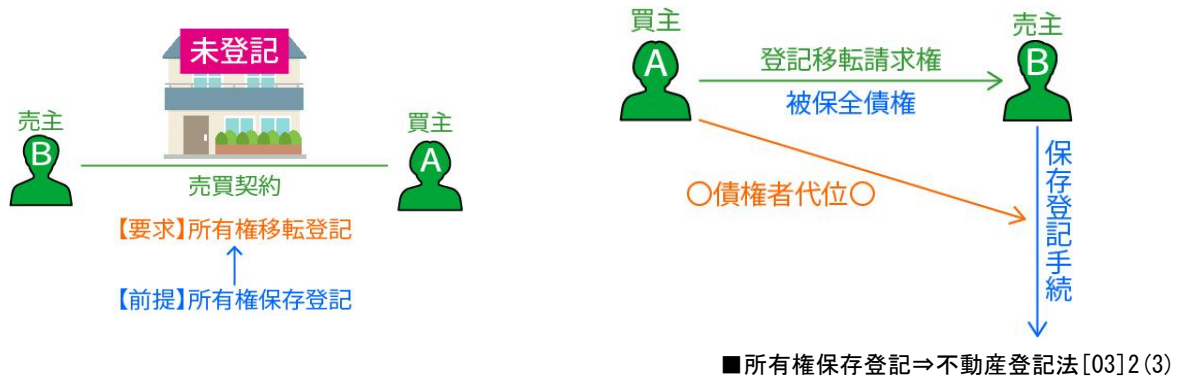 未登記
売主
B
買主
A
売買契約
【要求】所有権移転登記
【前提】所有権保存登記
買主
A
売主
B
登記移転請求権
被保全債権
〇債権者代位〇
保存登記手続
■所有権保存登記⇒不動産登記法[03]2(3)